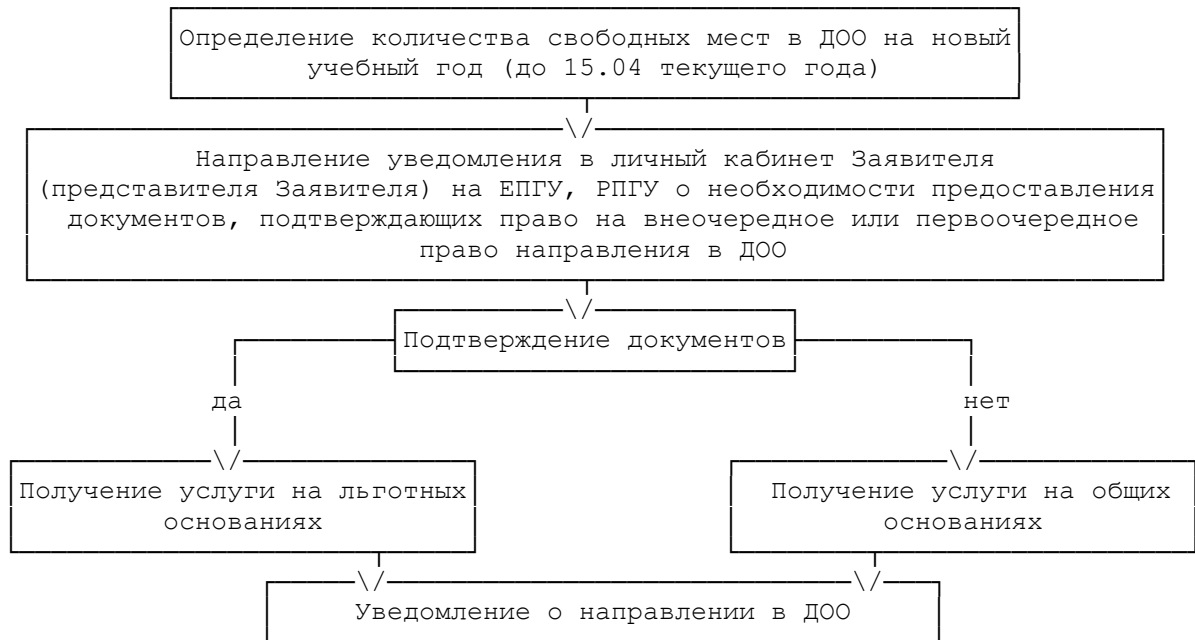 Определение количества свободных мест в ДОО на новый
учебный год (до 15.04 текущего года)
Направление уведомления в личный кабинет Заявителя
(представителя Заявителя) на ЕПГУ, РПГУ о необходимости предоставления
документов, подтверждающих право на внеочередное или первоочередное
право направления в ДОО
Подтверждение документов
да
нет
Получение услуги на льготных
основаниях
Получение услуги на общих
основаниях
Уведомление о направлении в ДОО